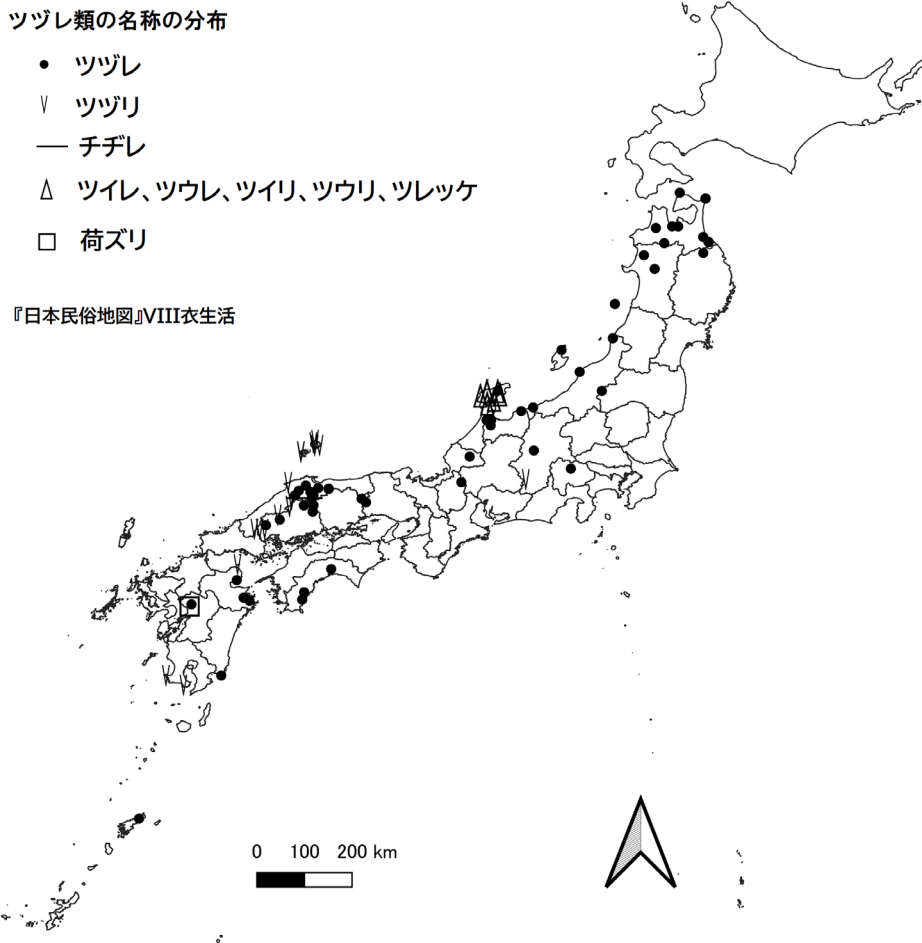 ツヅレ類の名称の分布
ツヅレ
ツヅリ
チヂレ
ツイレ、ツウレ、ツイリ、ツウリ、ツレッケ
荷ズリ
『日本民俗地図』VIII衣生活
0 100 200 km